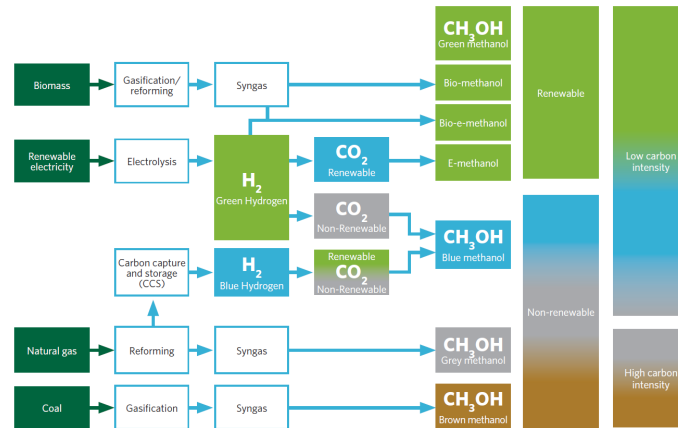 CH₃OH
Green methanol
Biomass
Gasification/
reforming
Syngas
Bio-methanol
Bio-e-methanol
Renewable
Renewable
electricity
Electrolysis
H₂
Green Hydrogen
CO₂
Renewable
E-methanol
Low carbon
intensity
CO₂
Non-Renewable
CH₃OH
Blue methanol
Carbon capture
and storage
(CCS)
H₂
Blue Hydrogen
Renewable
CO₂
Non-Renewable
Non-renewable
Natural gas
Reforming
Syngas
CH₃OH
Grey methanol
High carbon
intensity
Coal
Gasification
Syngas
CH₃OH
Brown methanol